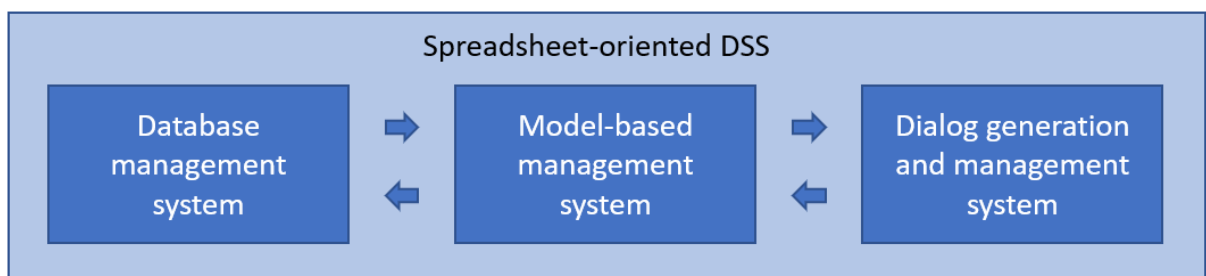 Spreadsheet-oriented DSS
Database
management
system
Model-based
management
system
Dialog generation
and management
system